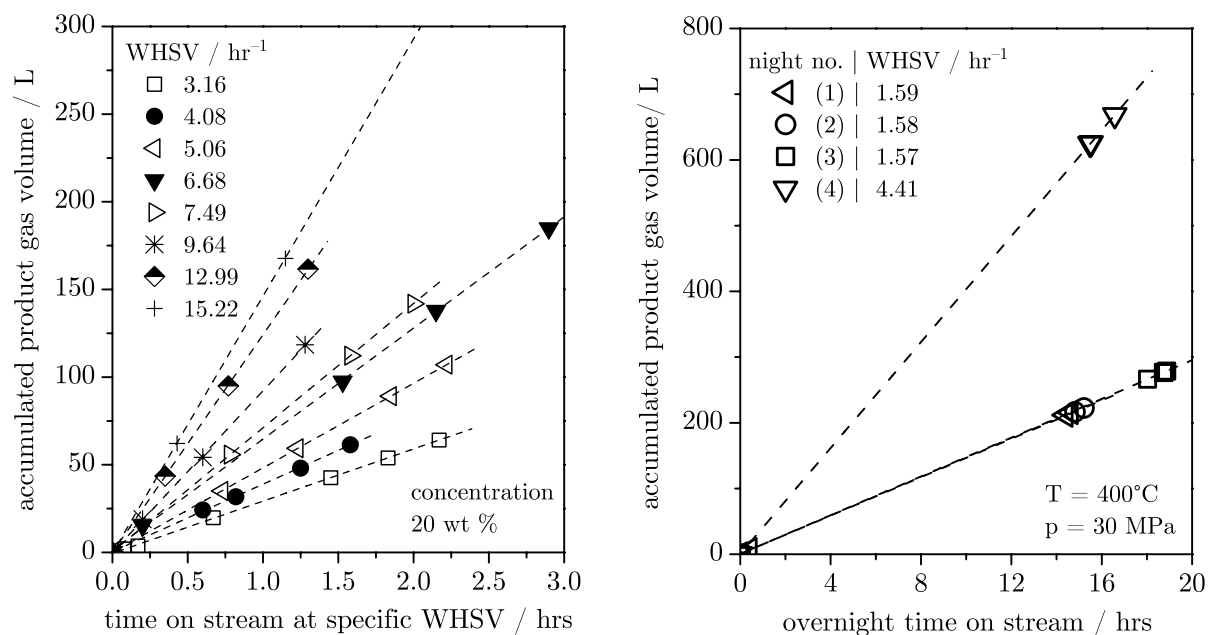 accumulated product gas volume / L
300
250
200
150
100
50
0
WHSV / hr⁻¹
3.16
4.08
5.06
6.68
7.49
9.64
12.99
15.22
concentration
20 wt %
0.0 0.5 1.0 1.5 2.0 2.5 3.0
time on stream at specific WHSV / hrs
accumulated product gas volume/ L
800
600
400
200
0
night no. | WHSV / hr⁻¹
(1) | 1.59
(2) | 1.58
(3) | 1.57
(4) | 4.41
T = 400°C
p = 30 MPa
0 4 8 12 16 20
overnight time on stream / hrs